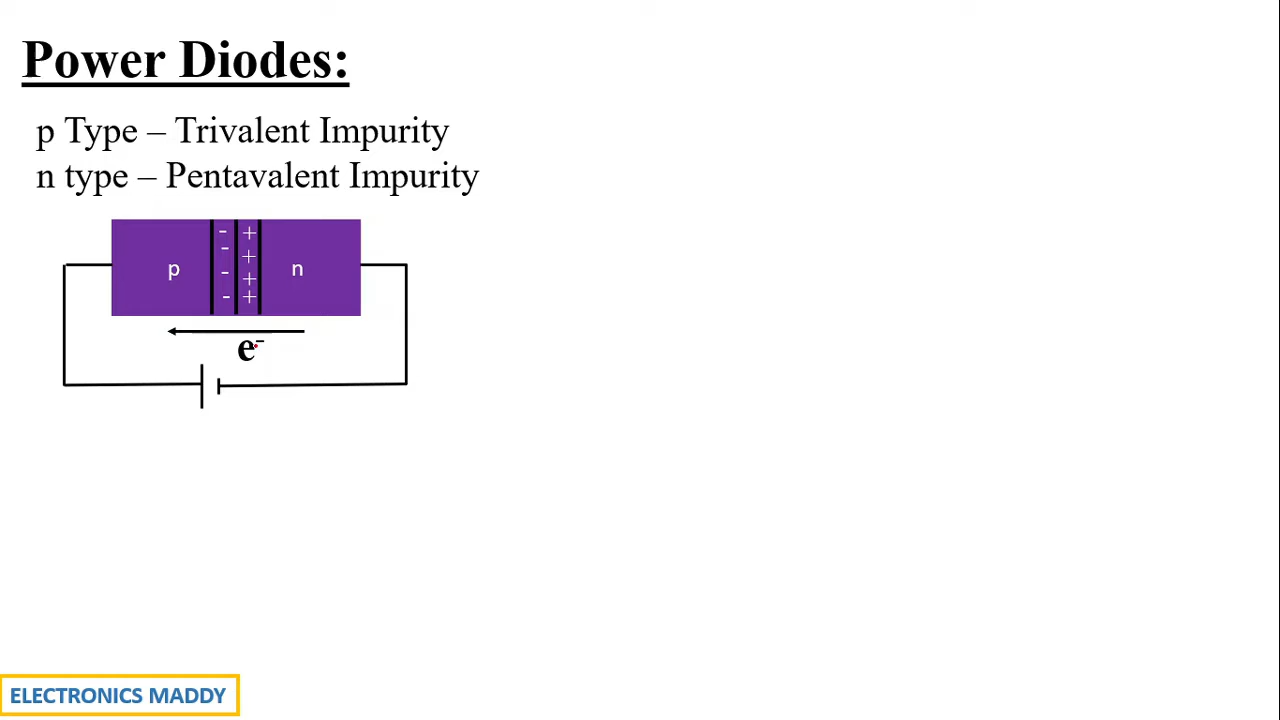 Power Diodes:
p Type – Trivalent Impurity
n type – Pentavalent Impurity
- +
- +
p - + n
- +
e-
ELECTRONICS MADDY